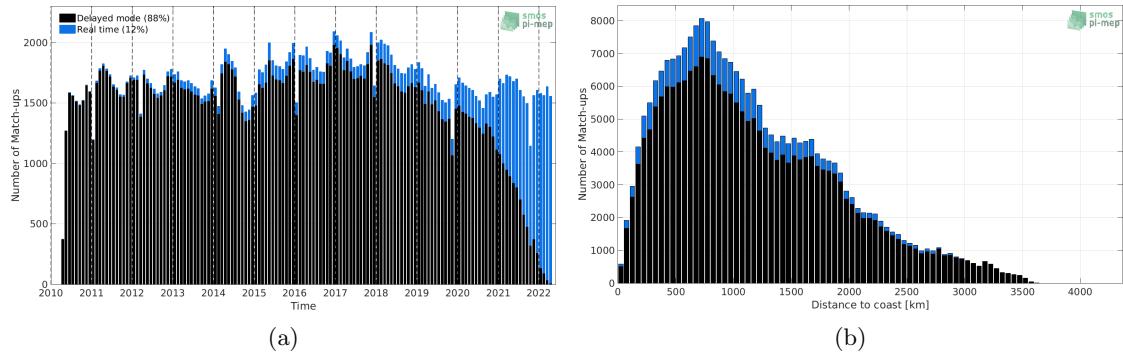 Delayed mode (88%)
Real time (12%)
smos
pi-mep
2000
1500
1000
500
0
Number of Match-ups
2010 2011 2012 2013 2014 2015 2016 2017 2018 2019 2020 2021 2022
Time
(a)
smos
pi-mep
8000
7000
6000
5000
4000
3000
2000
1000
0
Number of Match-ups
0 500 1000 1500 2000 2500 3000 3500 4000
Distance to coast [km]
(b)